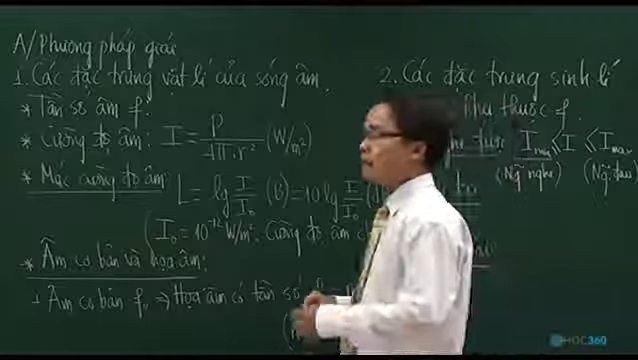 A/ Phương pháp giải
1. Các đặc trưng vật lí của sóng âm.
* Tần số âm f.
* Cường độ âm: I = P / 4π.r² (W/m²)
* Mức cường độ âm: L = lg I/I₀ (B) = 10 lg I/I₀ (d
(I₀ = 10⁻¹² W/m². Cường độ âm c
* Âm cơ bản và họa âm:
+ Âm cơ bản f₀ ⇒ Họa âm có tần số
2. Các đặc trưng sinh lí
phụ thuộc f.
được I ≤ I ≤ I max
(Ng nghe) (Ng đau)
HOC360